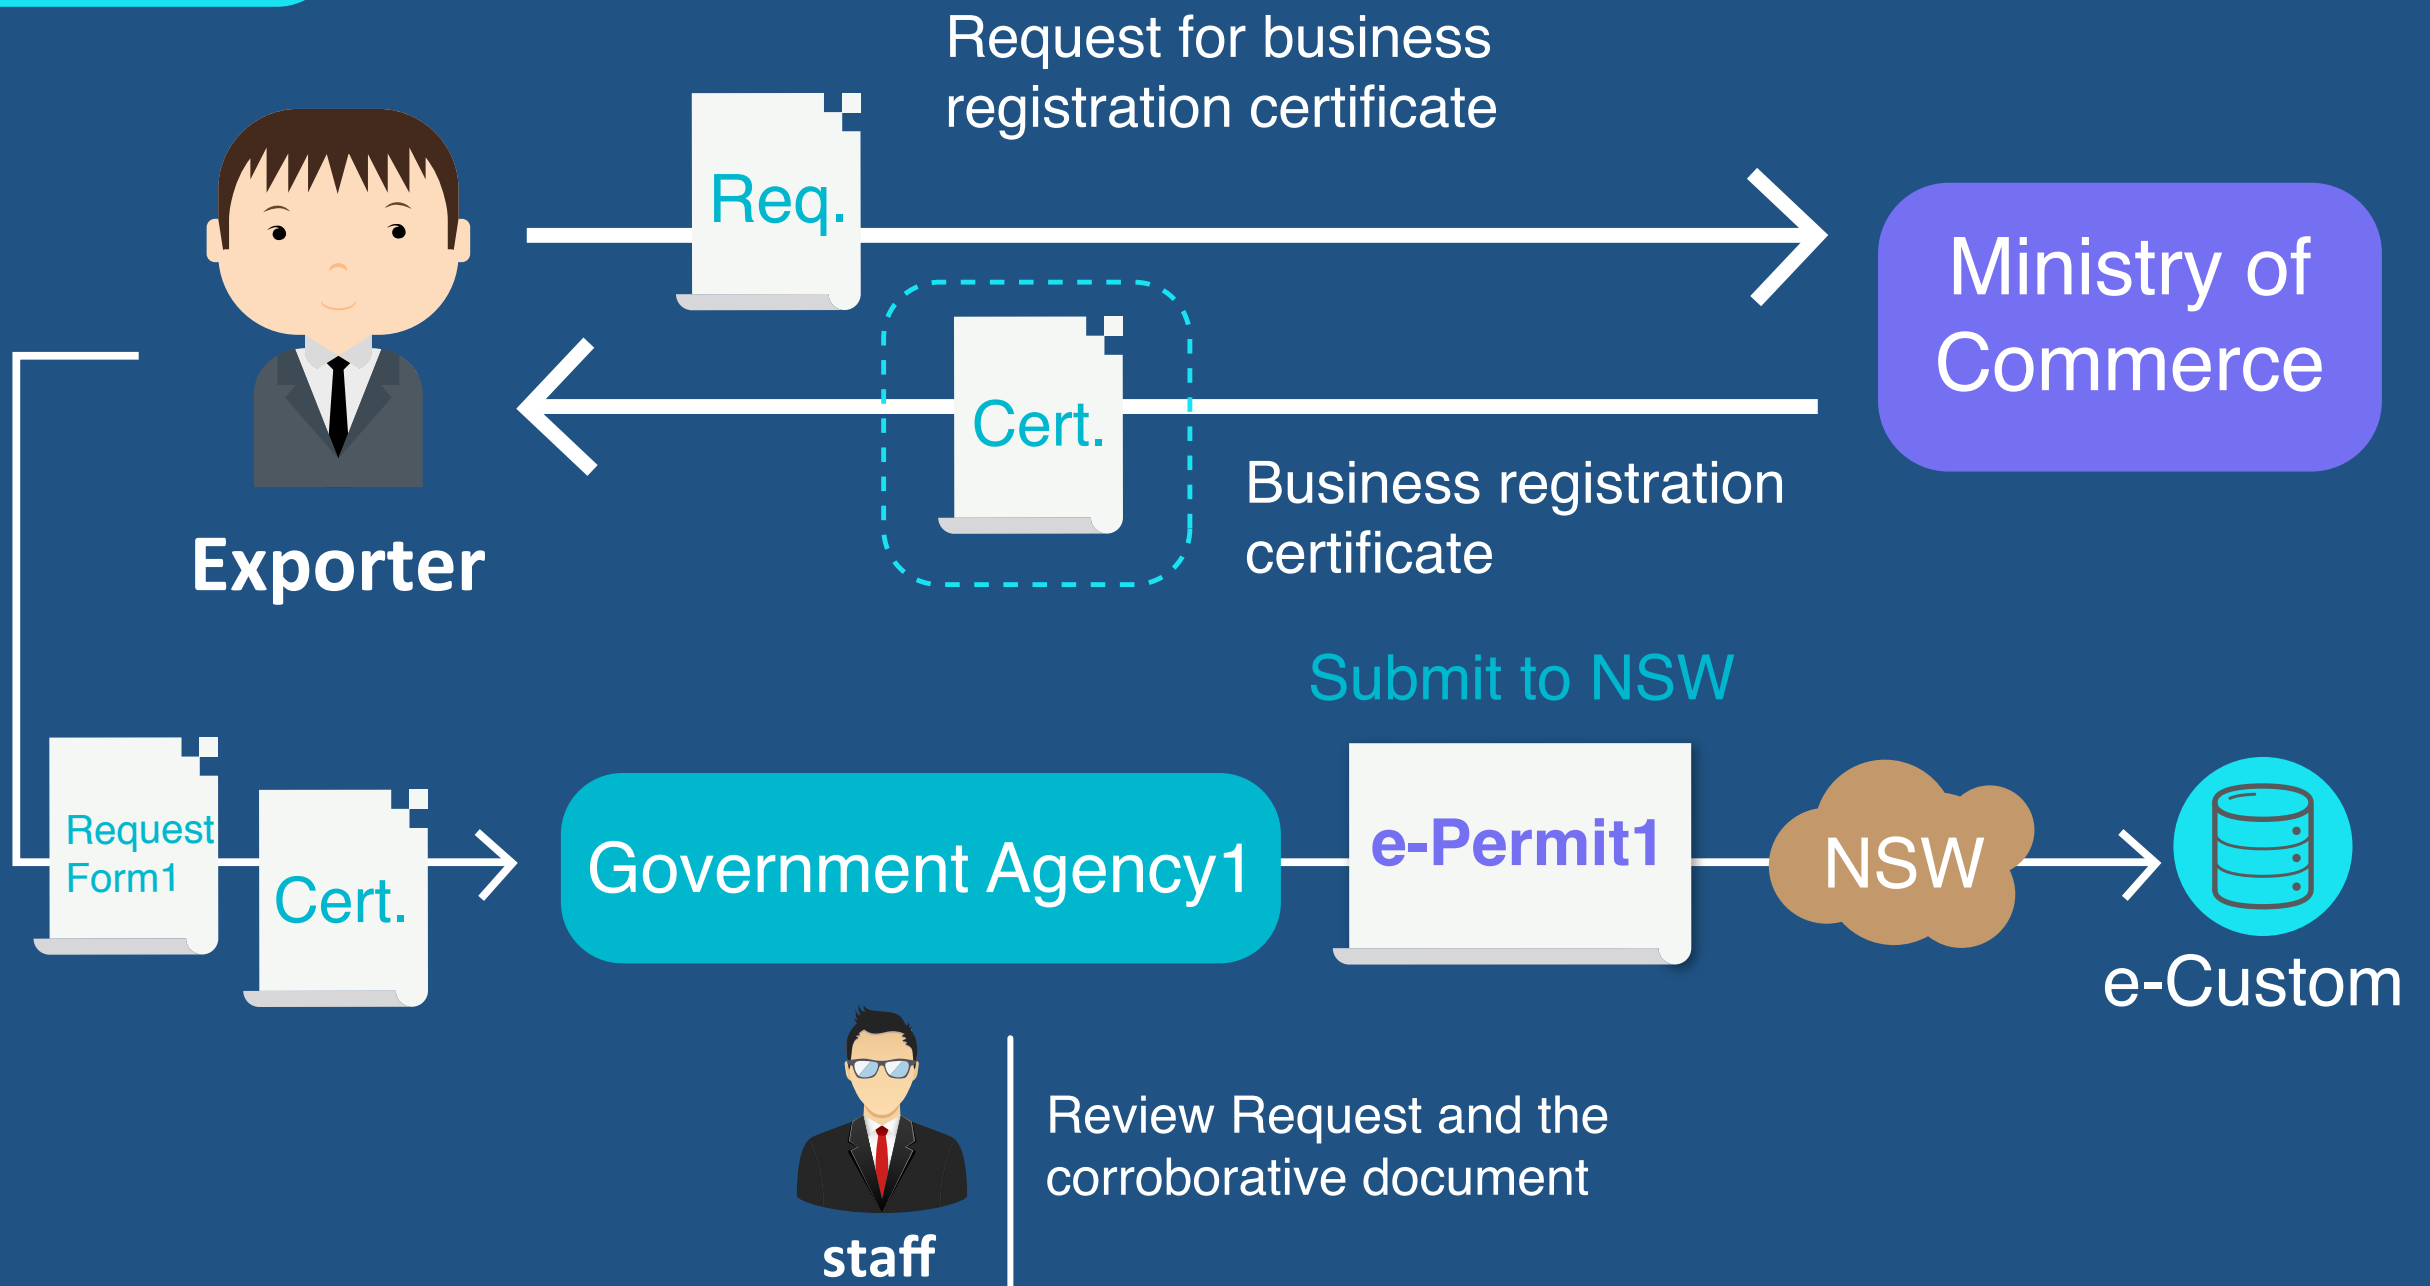 Request for business
registration certificate
Req.
Ministry of
Commerce
Cert.
Business registration
certificate
Exporter
Submit to NSW
Request
Form1
Cert.
Government Agency1
e-Permit1
NSW
e-Custom
Review Request and the
corroborative document
staff